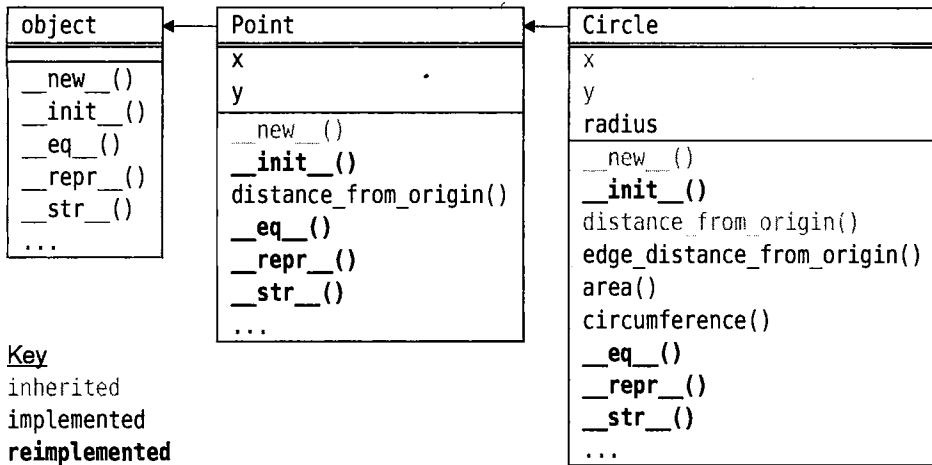 object
__new__()
__init__()
__eq__()
__repr__()
__str__()
...
Point
x
y
__new__()
__init__()
distance_from_origin()
__eq__()
__repr__()
__str__()
...
Circle
x
y
radius
__new__()
__init__()
distance_from_origin()
edge_distance_from_origin()
area()
circumference()
__eq__()
__repr__()
__str__()
...
Key
inherited
implemented
reimplemented